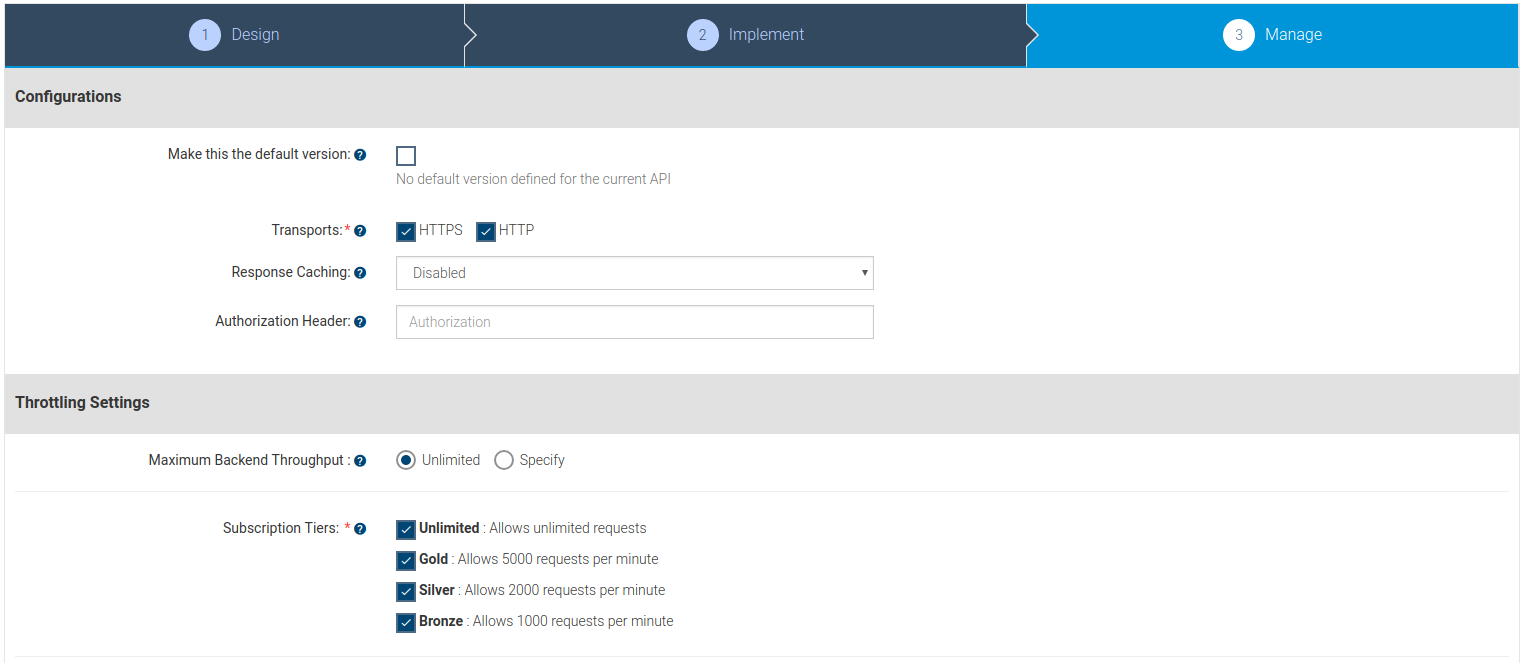 1 Design 2 Implement 3 Manage
Configurations
Make this the default version: ?
No default version defined for the current API
Transports:* ? HTTPS HTTP
Response Caching: ? Disabled
Authorization Header: ? Authorization
Throttling Settings
Maximum Backend Throughput : ? Unlimited Specify
Subscription Tiers: * ? Unlimited : Allows unlimited requests
Gold : Allows 5000 requests per minute
Silver : Allows 2000 requests per minute
Bronze : Allows 1000 requests per minute